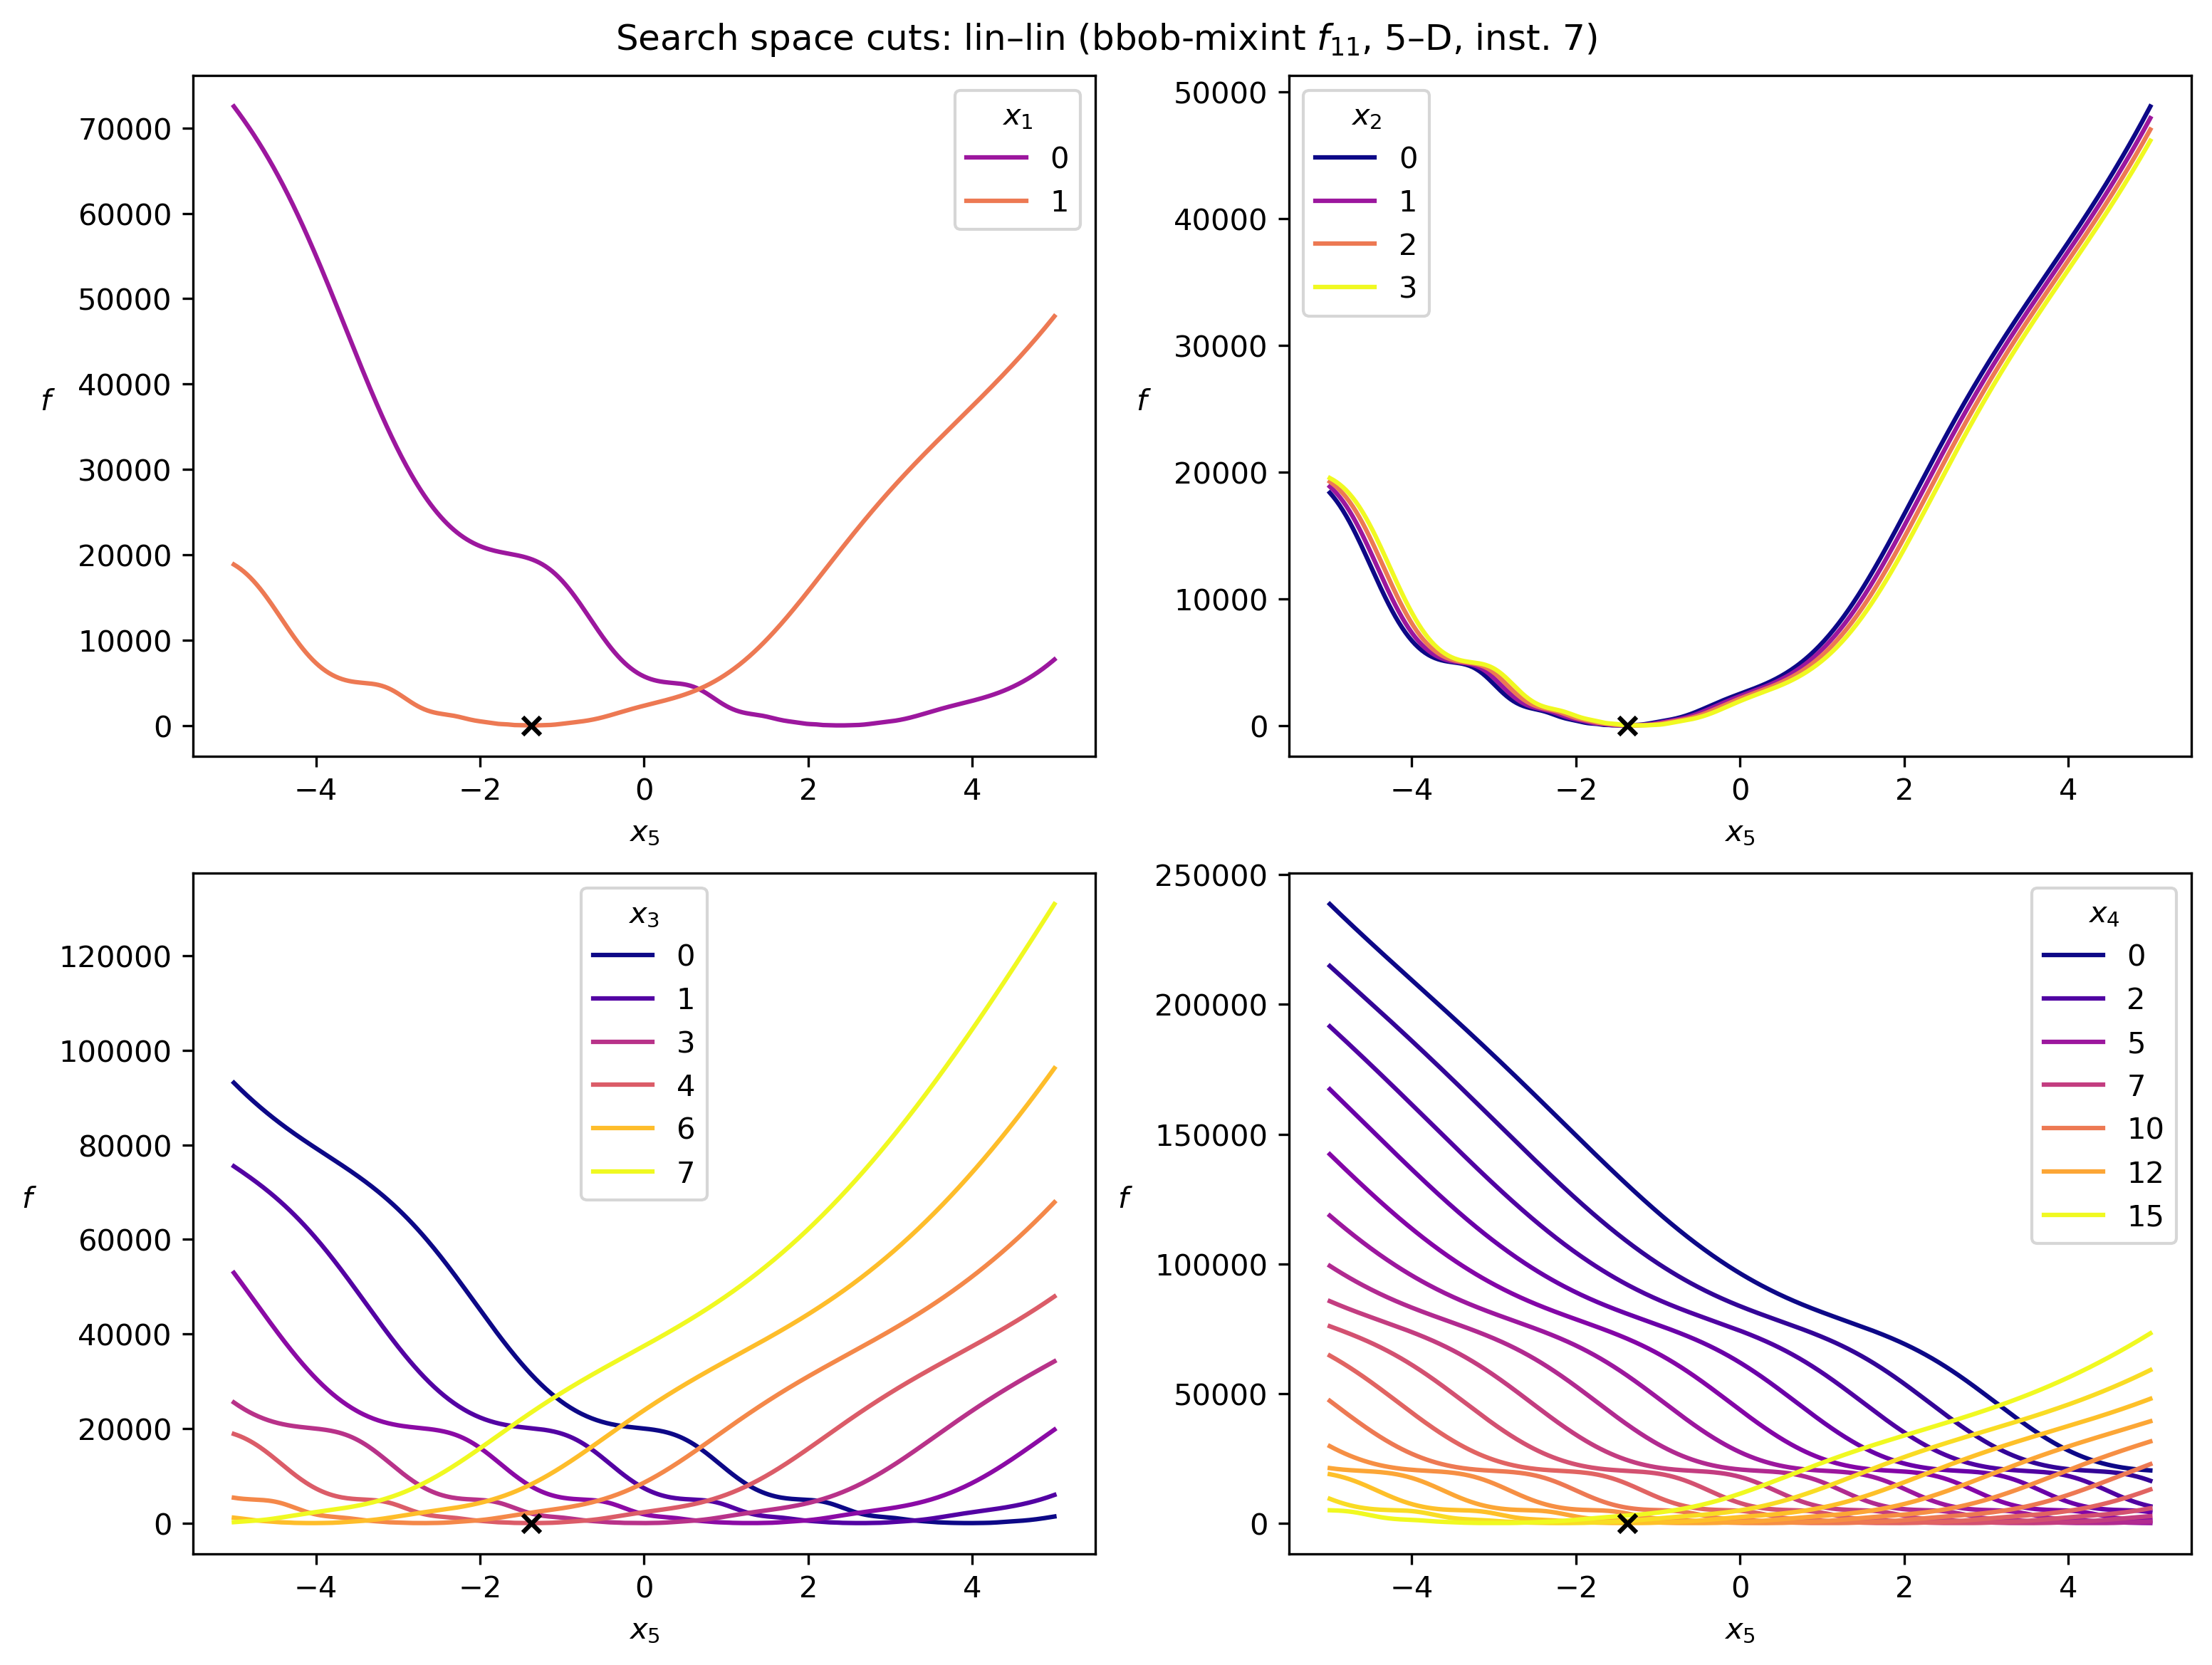 Search space cuts: lin–lin (bbob-mixint f11, 5–D, inst. 7)
f
70000
60000
50000
40000
30000
20000
10000
0
−4 −2 0 2 4
x5
x1
0
1
f
50000
40000
30000
20000
10000
0
−4 −2 0 2 4
x5
x2
0
1
2
3
f
120000
100000
80000
60000
40000
20000
0
−4 −2 0 2 4
x5
x3
0
1
3
4
6
7
f
250000
200000
150000
100000
50000
0
−4 −2 0 2 4
x5
x4
0
2
5
7
10
12
15